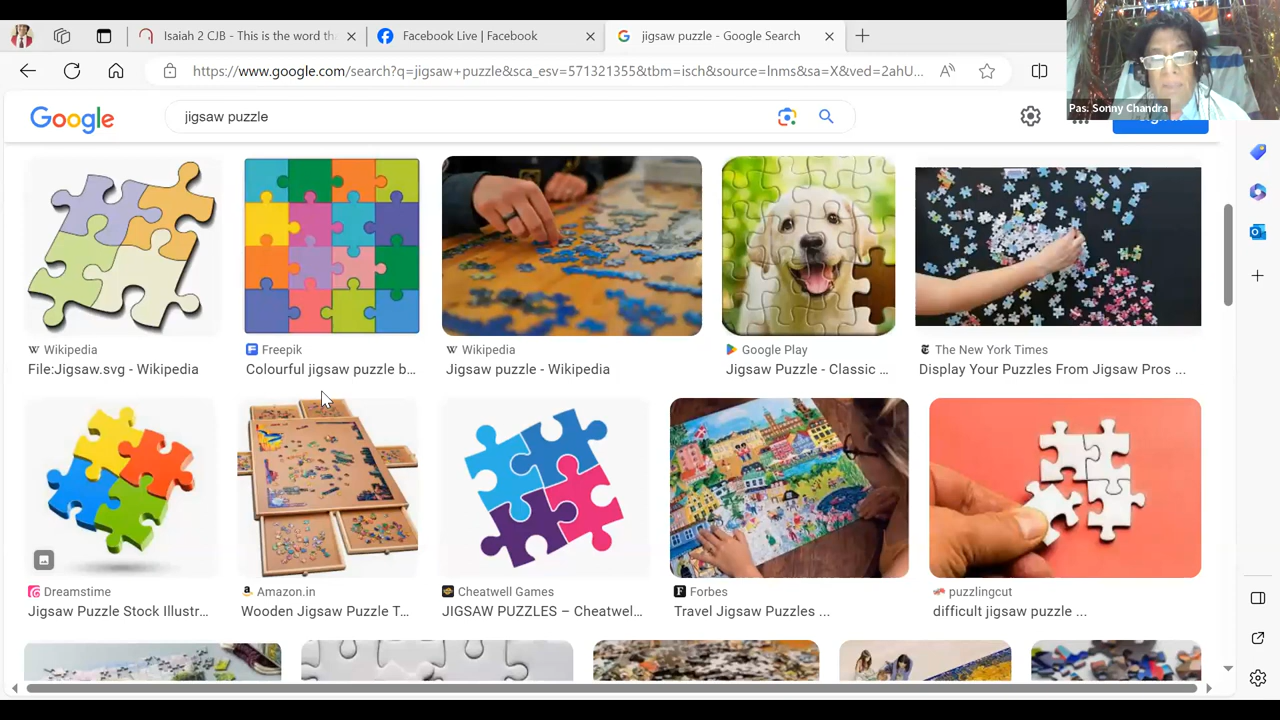 Isaiah 2 CJB - This is the word th
Facebook Live | Facebook
jigsaw puzzle - Google Search
https://www.google.com/search?q=jigsaw+puzzle&sca_esv=571321355&tbm=isch&source=lnms&sa=X&ved=2ahU...
Pas. Sonny Chandra
Google
jigsaw puzzle
Wikipedia
File:Jigsaw.svg - Wikipedia
Freepik
Colourful jigsaw puzzle b...
Wikipedia
Jigsaw puzzle - Wikipedia
Google Play
Jigsaw Puzzle - Classic ...
The New York Times
Display Your Puzzles From Jigsaw Pros ...
Dreamstime
Jigsaw Puzzle Stock Illustr...
Amazon.in
Wooden Jigsaw Puzzle T...
Cheatwell Games
JIGSAW PUZZLES – Cheatwel...
Forbes
Travel Jigsaw Puzzles ...
puzzlingcut
difficult jigsaw puzzle ...